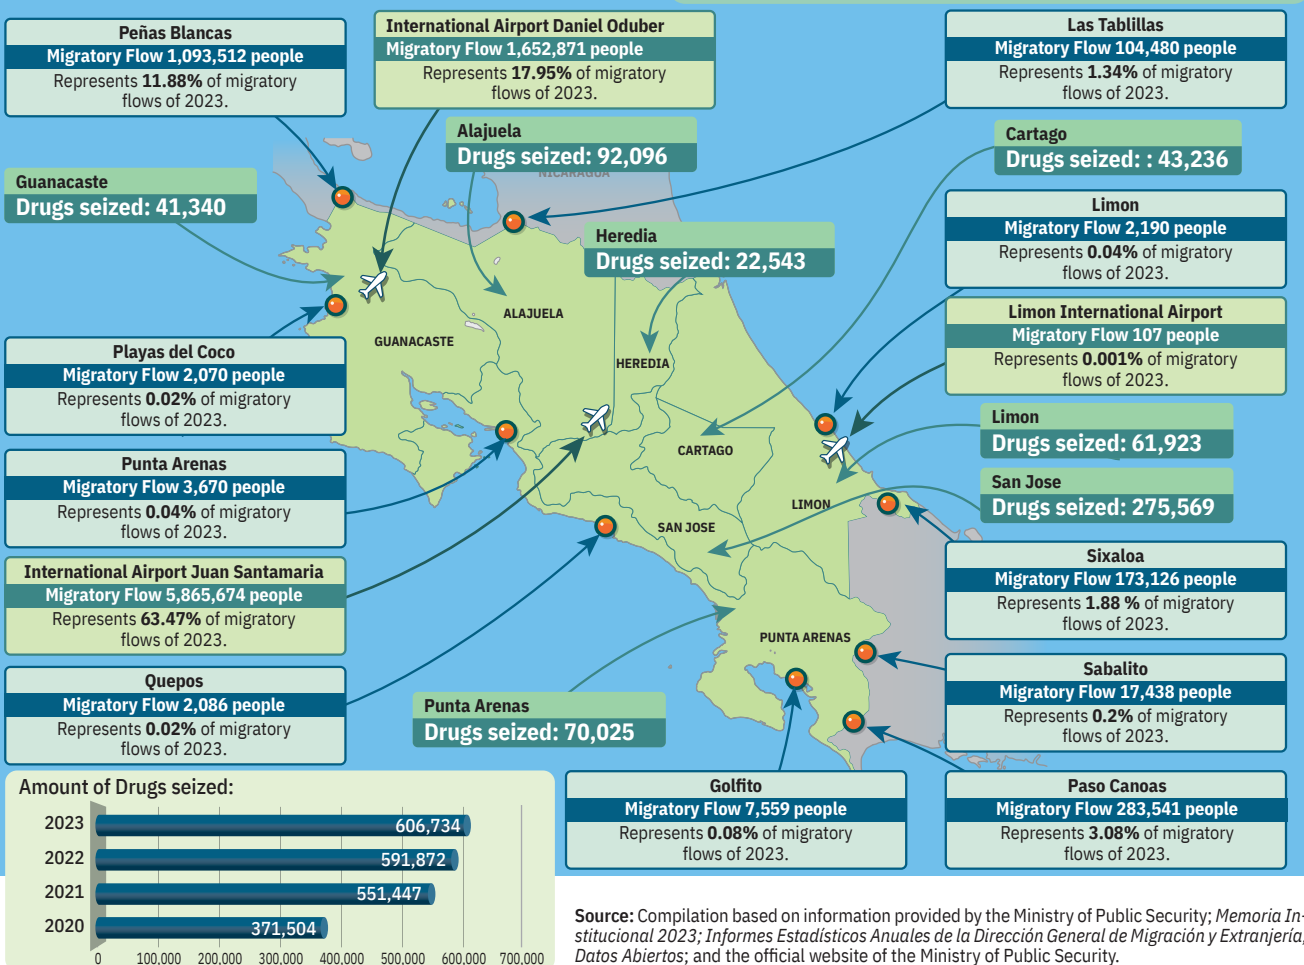 Peñas Blancas
Migratory Flow 1,093,512 people
Represents 11.88% of migratory
flows of 2023.
International Airport Daniel Oduber
Migratory Flow 1,652,871 people
Represents 17.95% of migratory
flows of 2023.
Las Tablillas
Migratory Flow 104,480 people
Represents 1.34% of migratory
flows of 2023.
Alajuela
Drugs seized: 92,096
NICARAGUA
Cartago
Drugs seized: : 43,236
Guanacaste
Drugs seized: 41,340
Limon
Migratory Flow 2,190 people
Represents 0.04% of migratory
flows of 2023.
Heredia
Drugs seized: 22,543
Limon International Airport
Migratory Flow 107 people
Represents 0.001% of migratory
flows of 2023.
ALAJUELA
GUANACASTE
HEREDIA
CARTAGO
LIMON
SAN JOSE
PUNTA ARENAS
Playas del Coco
Migratory Flow 2,070 people
Represents 0.02% of migratory
flows of 2023.
Limon
Drugs seized: 61,923
Punta Arenas
Migratory Flow 3,670 people
Represents 0.04% of migratory
flows of 2023.
San Jose
Drugs seized: 275,569
Sixaloa
Migratory Flow 173,126 people
Represents 1.88 % of migratory
flows of 2023.
International Airport Juan Santamaria
Migratory Flow 5,865,674 people
Represents 63.47% of migratory
flows of 2023.
Sabalito
Migratory Flow 17,438 people
Represents 0.2% of migratory
flows of 2023.
Quepos
Migratory Flow 2,086 people
Represents 0.02% of migratory
flows of 2023.
Punta Arenas
Drugs seized: 70,025
Golfito
Migratory Flow 7,559 people
Represents 0.08% of migratory
flows of 2023.
Paso Canoas
Migratory Flow 283,541 people
Represents 3.08% of migratory
flows of 2023.
Amount of Drugs seized:
2023 606,734
2022 591,872
2021 551,447
2020 371,504
0 100,000 200,000 300,000 400,000 500,000 600,000 700,000
Source: Compilation based on information provided by the Ministry of Public Security; Memoria In-
stitucional 2023; Informes Estadísticos Anuales de la Dirección General de Migración y Extranjería,
Datos Abiertos; and the official website of the Ministry of Public Security.